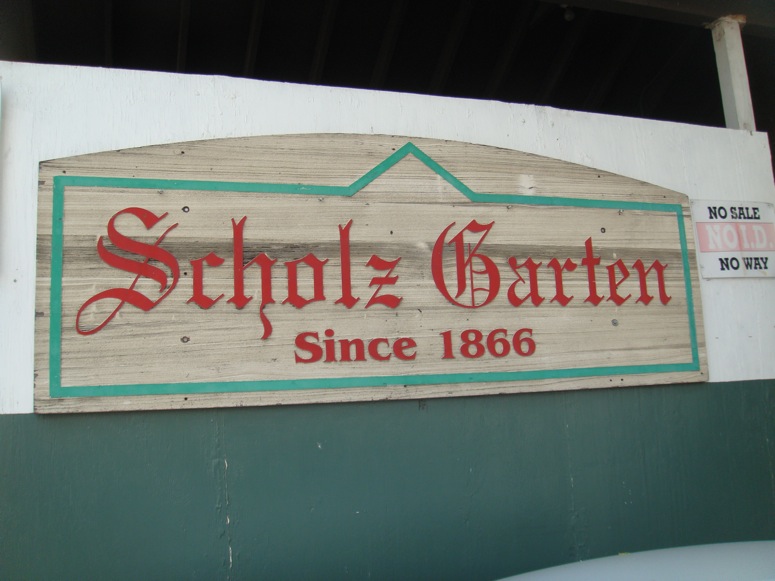 Scholz Garten
Since 1866
NO SALE
NO I.D.
NO WAY